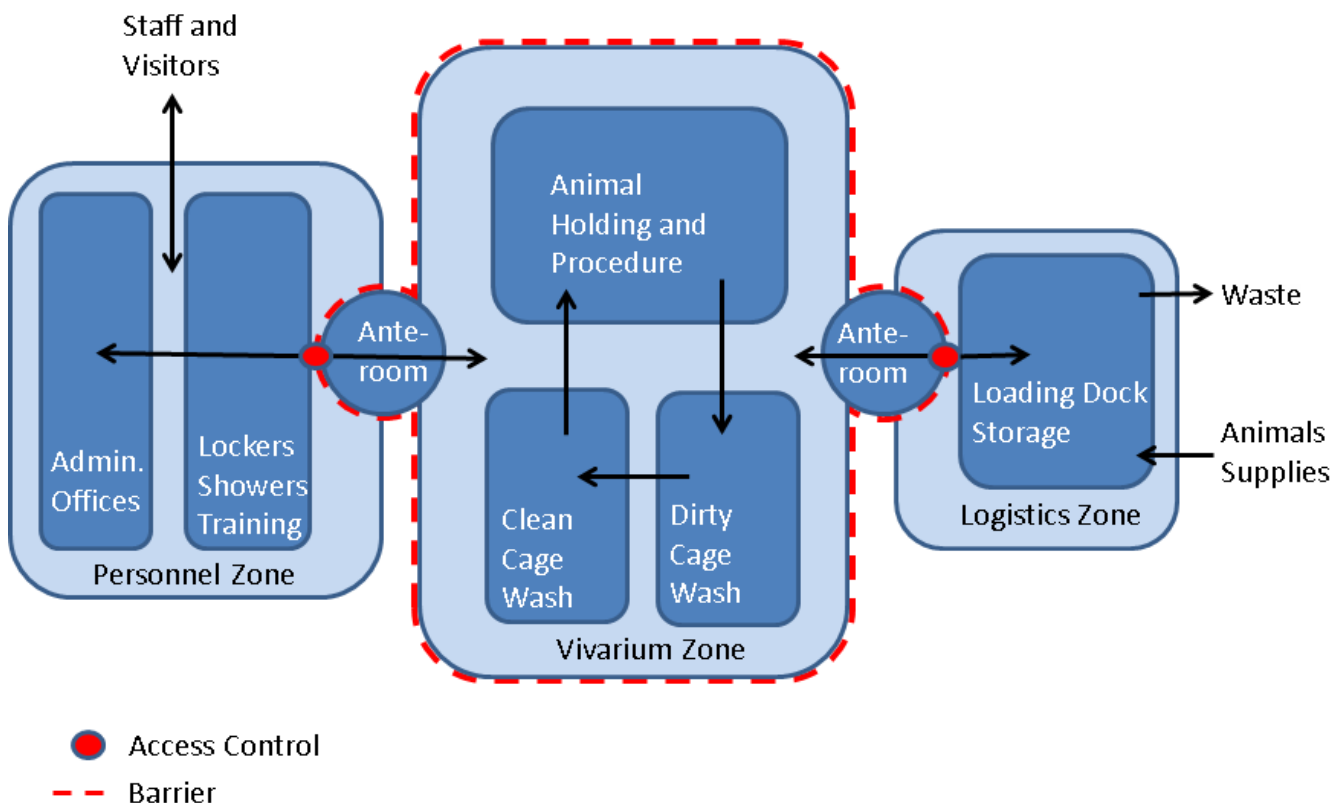 Staff and
Visitors
Admin.
Offices
Lockers
Showers
Training
Personnel Zone
Ante-
room
Animal
Holding and
Procedure
Clean
Cage
Wash
Dirty
Cage
Wash
Vivarium Zone
Ante-
room
Loading Dock
Storage
Logistics Zone
Waste
Animals
Supplies
Access Control
Barrier